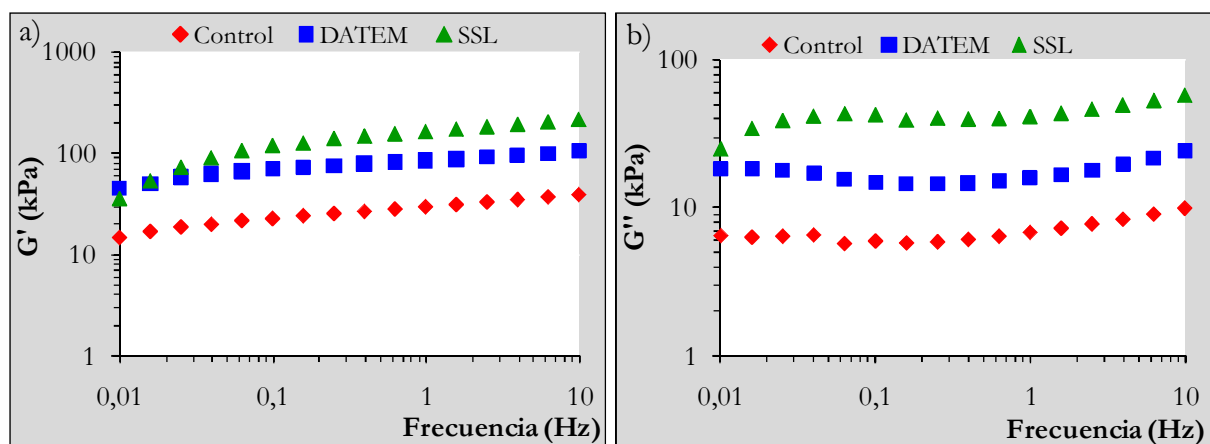 a)
Control DATEM SSL
1000
100
10
1
G' (kPa)
0,01 0,1 1 10
Frecuencia (Hz)
b)
Control DATEM SSL
100
10
1
G'' (kPa)
0,01 0,1 1 10
Frecuencia (Hz)